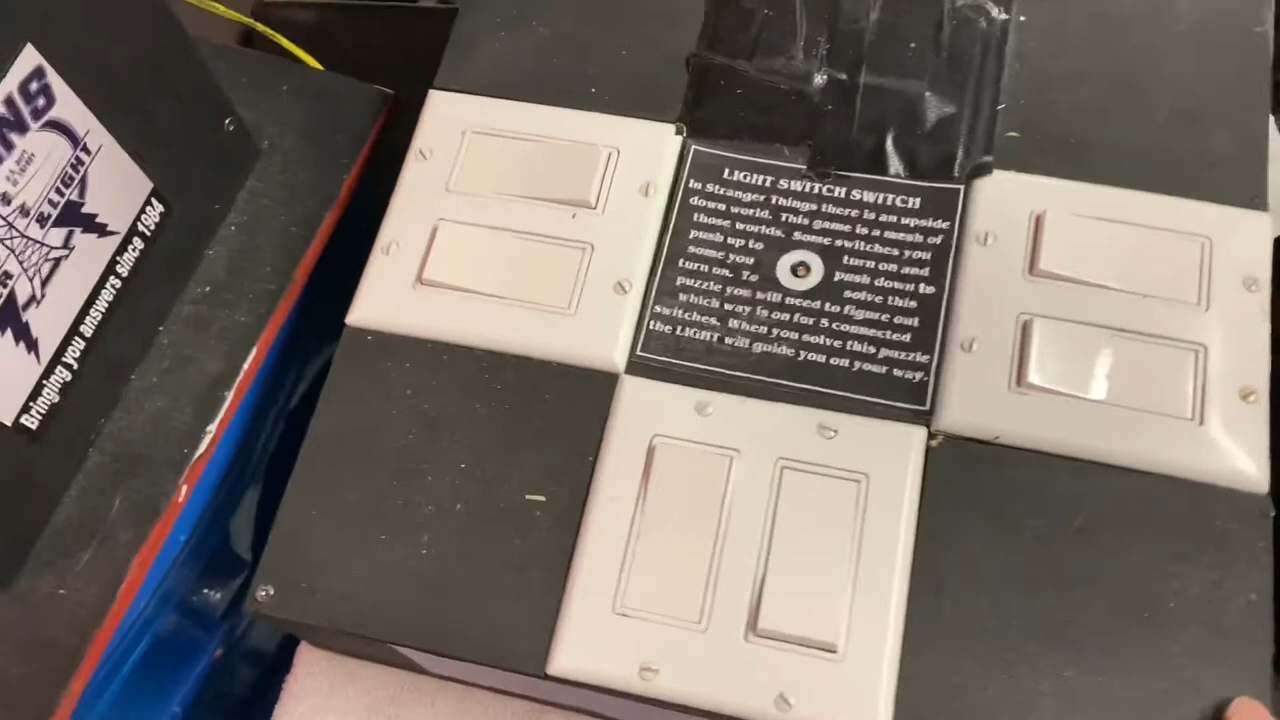 NS
& LIGHT
ER
Bringing you answers since 1984
LIGHT SWITCH SWITCH
In Stranger Things there is an upside
down world. This game is a mesh of
those worlds. Some switches you
push up to turn on and
some you push down to
turn on. To solve this
puzzle you will need to figure out
which way is on for 5 connected
switches. When you solve this puzzle
the LIGHT will guide you on your way.